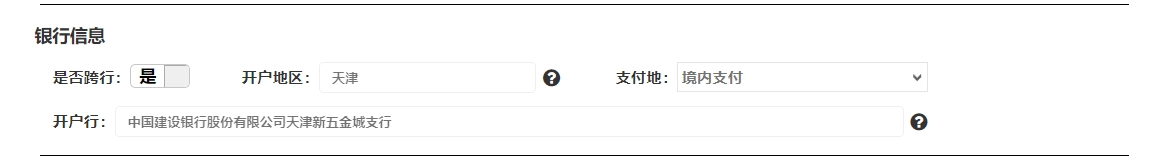 银行信息
是否跨行： 是 开户地区： 天津 支付地： 境内支付
开户行： 中国建设银行股份有限公司天津新五金城支行